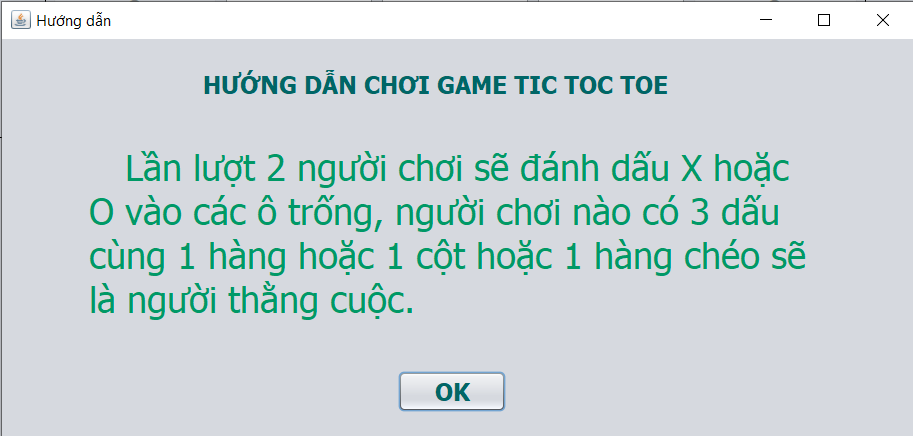 Hướng dẫn
HƯỚNG DẪN CHƠI GAME TIC TOC TOE
Lần lượt 2 người chơi sẽ đánh dấu X hoặc
O vào các ô trống, người chơi nào có 3 dấu
cùng 1 hàng hoặc 1 cột hoặc 1 hàng chéo sẽ
là người thằng cuộc.
OK